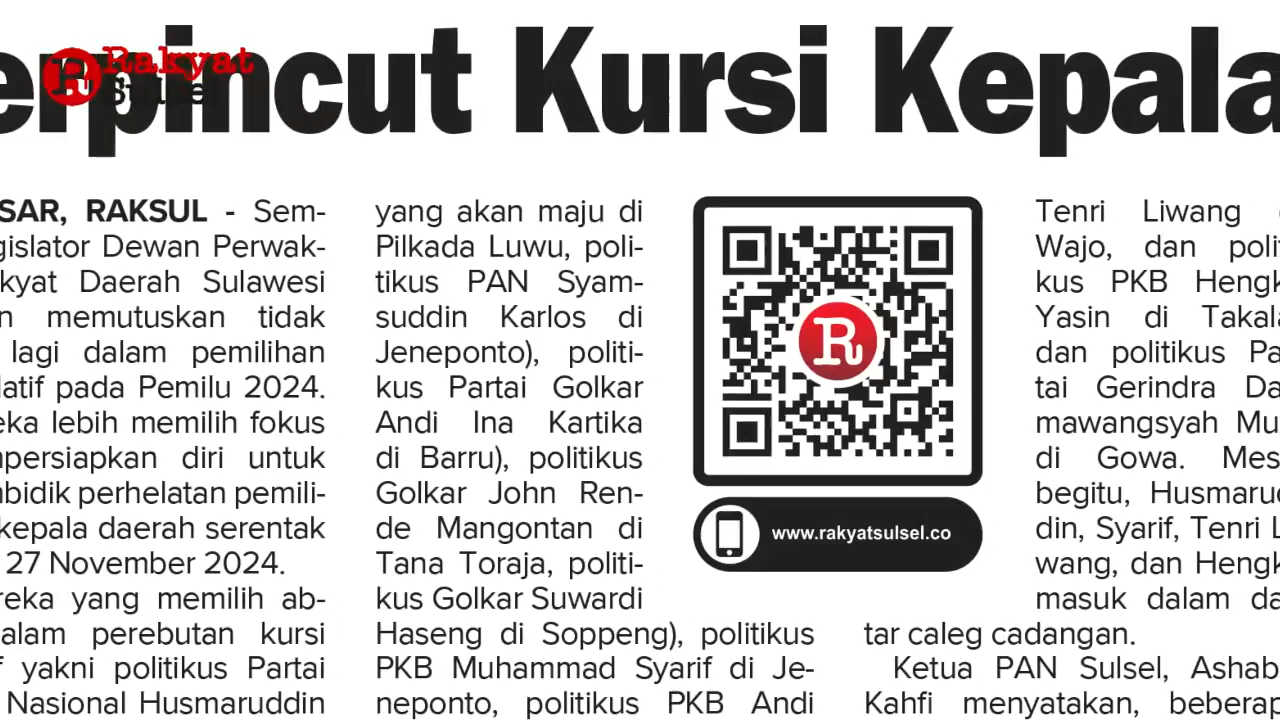 erpincut Kursi Kepala
Rakyat
Sulsel
SAR, RAKSUL - Sem-
gislator Dewan Perwak-
kyat Daerah Sulawesi
n memutuskan tidak
lagi dalam pemilihan
latif pada Pemilu 2024.
eka lebih memilih fokus
mpersiapkan diri untuk
bidik perhelatan pemili-
kepala daerah serentak
27 November 2024.
reka yang memilih ab-
alam perebutan kursi
f yakni politikus Partai
Nasional Husmaruddin
yang akan maju di
Pilkada Luwu, poli-
tikus PAN Syam-
suddin Karlos di
Jeneponto), politi-
kus Partai Golkar
Andi Ina Kartika
di Barru), politikus
Golkar John Ren-
de Mangontan di
Tana Toraja, politi-
kus Golkar Suwardi
Haseng di Soppeng), politikus
PKB Muhammad Syarif di Je-
neponto, politikus PKB Andi
R
www.rakyatsulsel.co
Tenri Liwang
Wajo, dan polit
kus PKB Hengk
Yasin di Takala
dan politikus Pa
tai Gerindra Da
mawangsyah Mu
di Gowa. Mes
begitu, Husmarud
din, Syarif, Tenri L
wang, dan Hengk
masuk dalam da
tar caleg cadangan.
Ketua PAN Sulsel, Ashab
Kahfi menyatakan, beberap